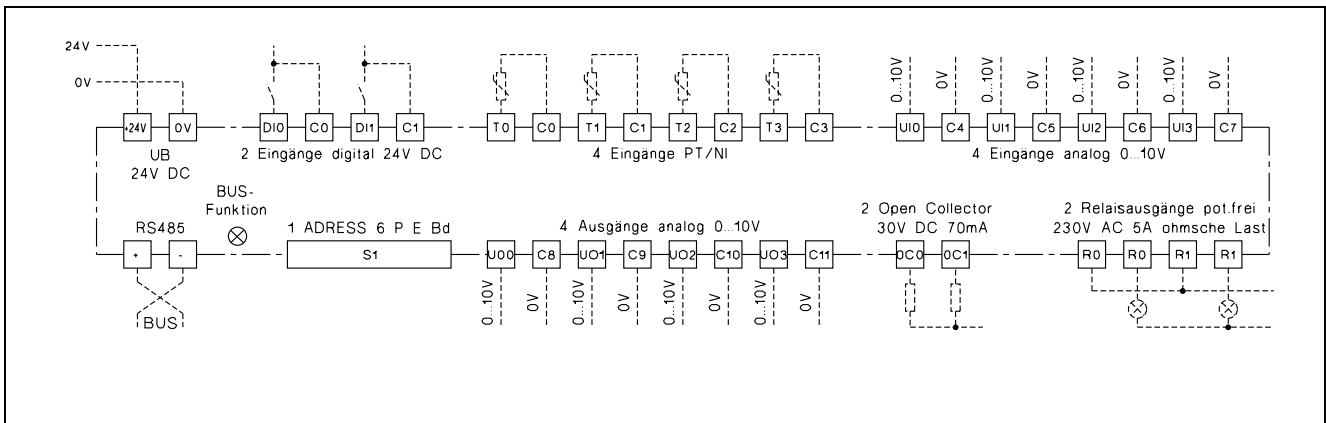 24V
0V
0...10V 0V 0...10V 0V 0...10V 0V 0...10V 0V
+24V 0V DI0 C0 DI1 C1 T0 C0 T1 C1 T2 C2 T3 C3 UI0 C4 UI1 C5 UI2 C6 UI3 C7
UB
24V DC
2 Eingänge digital 24V DC
4 Eingänge PT/NI
4 Eingänge analog 0...10V
BUS-
Funktion
RS485
1 ADRESS 6 P E Bd
4 Ausgänge analog 0...10V
2 Open Collector
30V DC 70mA
2 Relaisausgänge pot.frei
230V AC 5A ohmsche Last
+ - S1 UO0 C8 UO1 C9 UO2 C10 UO3 C11 OC0 OC1 R0 R0 R1 R1
0...10V 0V 0...10V 0V 0...10V 0V 0...10V 0V
BUS